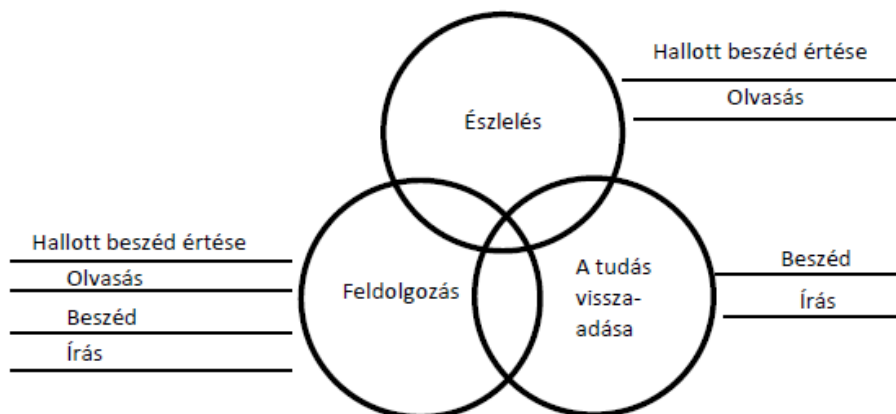 Hallott beszéd értése
Olvasás
Észlelés
Hallott beszéd értése
Olvasás
Beszéd
Írás
Feldolgozás
A tudás
vissza-
adása
Beszéd
Írás